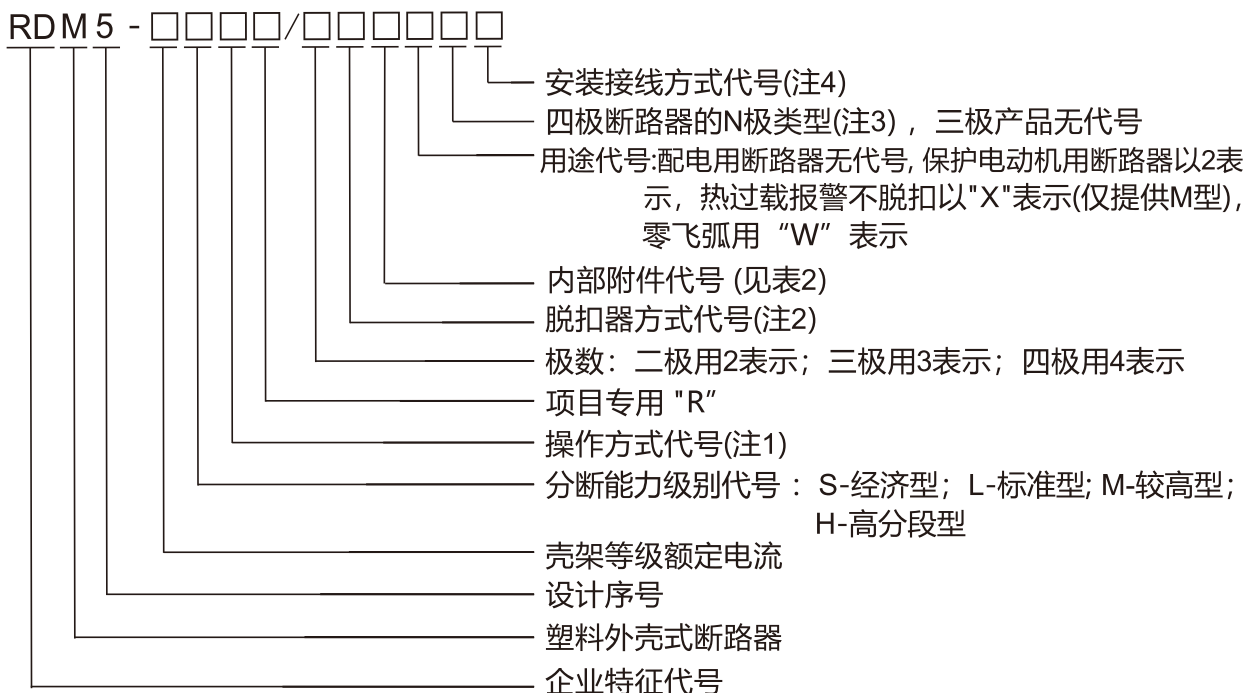 RDM5-□□□□/□□□□□□
安装接线方式代号(注4)
四极断路器的N极类型(注3) ，三极产品无代号
用途代号:配电用断路器无代号, 保护电动机用断路器以2表
示，热过载报警不脱扣以"X"表示(仅提供M型),
零飞弧用“W”表示
内部附件代号 (见表2)
脱扣器方式代号(注2)
极数：二极用2表示；三极用3表示；四极用4表示
项目专用 "R”
操作方式代号(注1)
分断能力级别代号 ：S-经济型；L-标准型; M-较高型；
H-高分段型
壳架等级额定电流
设计序号
塑料外壳式断路器
企业特征代号